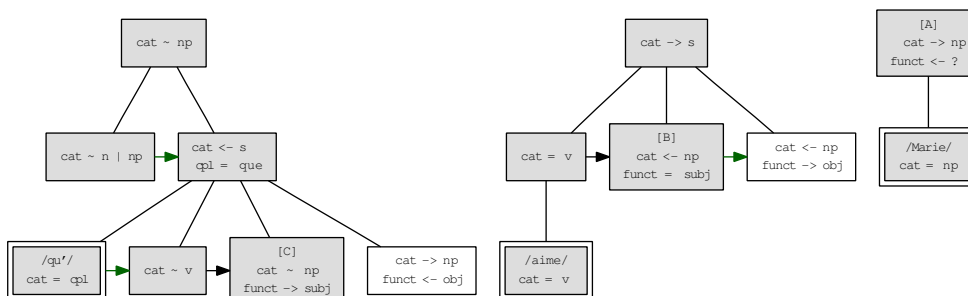 cat ~ np
cat ~ n | np
cat <- s
cpl = que
/qu'/
cat = cpl
cat ~ v
[C]
cat ~ np
funct -> subj
cat -> np
funct <- obj
cat -> s
cat = v
[B]
cat <- np
funct = subj
cat <- np
funct -> obj
/aime/
cat = v
[A]
cat -> np
funct <- ?
/Marie/
cat = np